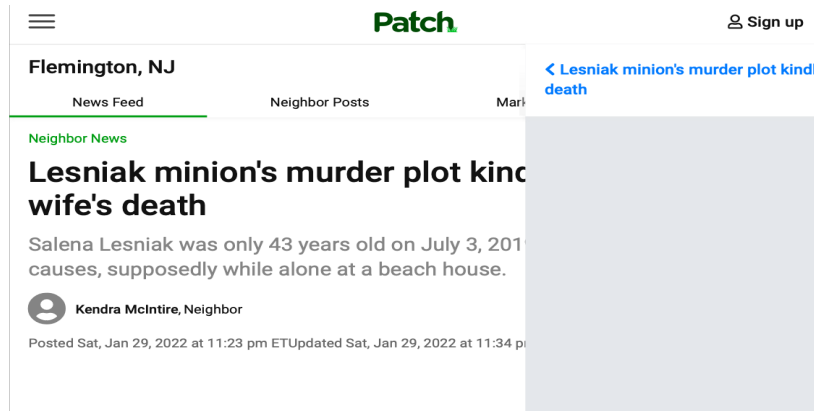 Patch
Sign up
Flemington, NJ
News Feed Neighbor Posts
Neighbor News
Lesniak minion's murder plot
wife's death
Salena Lesniak was only 43 years old on July 3,
causes, supposedly while alone at a beach house.
Kendra McIntire, Neighbor
Posted Sat, Jan 29, 2022 at 11:23 pm ETUpdated Sat, Jan 29, 2022 at 11:34
< Lesniak minion's murder plot
death